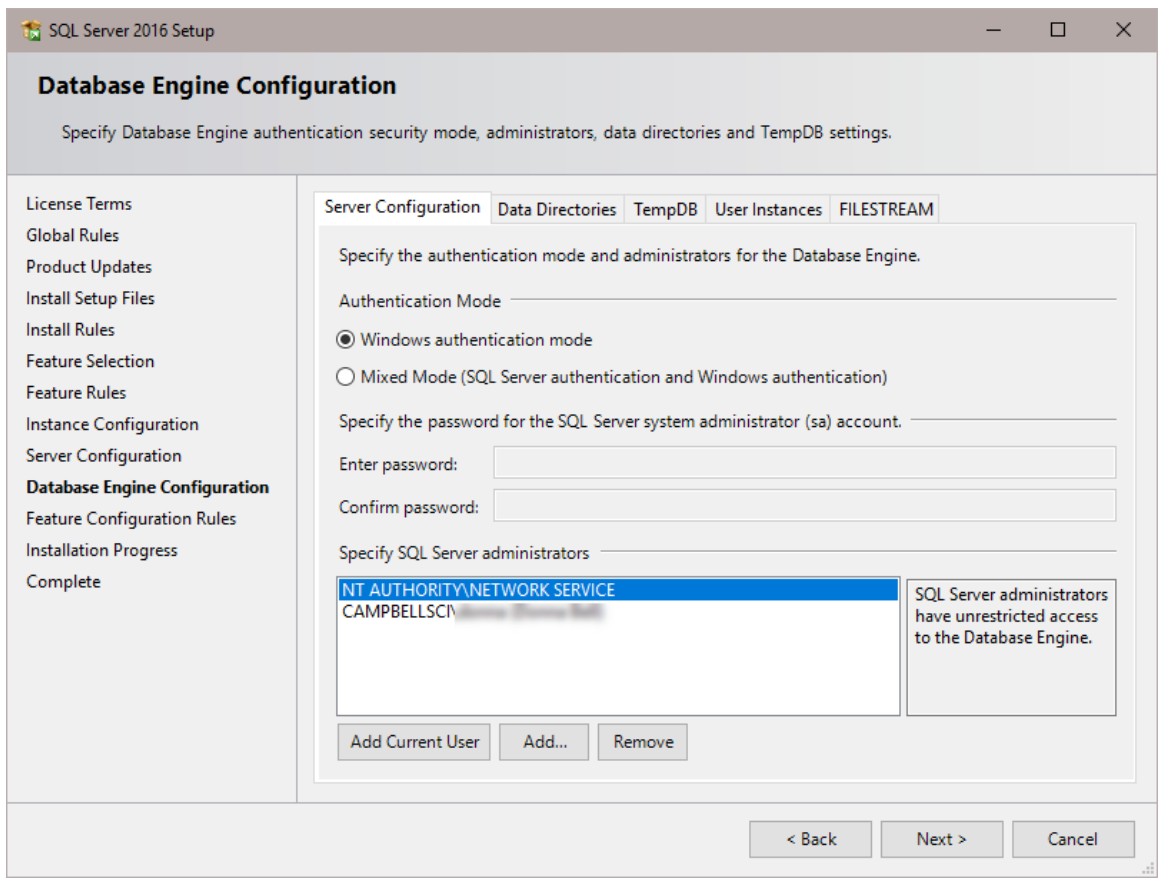 SQL Server 2016 Setup
Database Engine Configuration
Specify Database Engine authentication security mode, administrators, data directories and TempDB settings.
License Terms
Global Rules
Product Updates
Install Setup Files
Install Rules
Feature Selection
Feature Rules
Instance Configuration
Server Configuration
Database Engine Configuration
Feature Configuration Rules
Installation Progress
Complete
Server Configuration Data Directories TempDB User Instances FILESTREAM
Specify the authentication mode and administrators for the Database Engine.
Authentication Mode
Windows authentication mode
Mixed Mode (SQL Server authentication and Windows authentication)
Specify the password for the SQL Server system administrator (sa) account.
Enter password:
Confirm password:
Specify SQL Server administrators
NT AUTHORITY\NETWORK SERVICE
CAMPBELLSCI\
SQL Server administrators
have unrestricted access
to the Database Engine.
Add Current User Add... Remove
< Back Next > Cancel